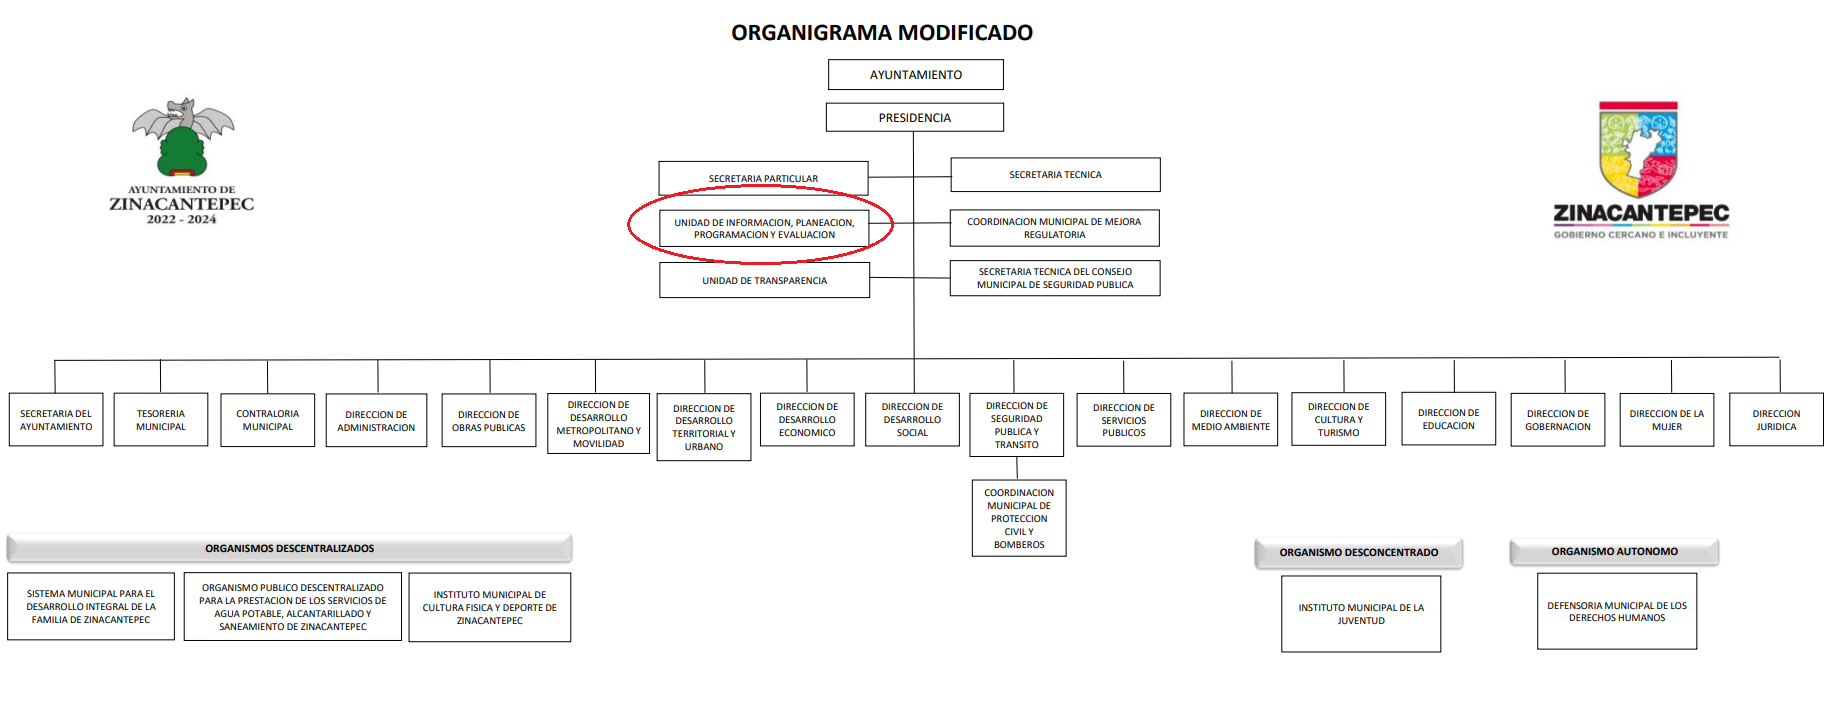 ORGANIGRAMA MODIFICADO
AYUNTAMIENTO
PRESIDENCIA
AYUNTAMIENTO DE
ZINACANTEPEC
2022 - 2024
ZINACANTEPEC
GOBIERNO CERCANO E INCLUYENTE
SECRETARIA PARTICULAR
SECRETARIA TECNICA
UNIDAD DE INFORMACION, PLANEACION,
PROGRAMACION Y EVALUACION
COORDINACION MUNICIPAL DE MEJORA
REGULATORIA
UNIDAD DE TRANSPARENCIA
SECRETARIA TECNICA DEL CONSEJO
MUNICIPAL DE SEGURIDAD PUBLICA
SECRETARIA DEL
AYUNTAMIENTO
TESORERIA
MUNICIPAL
CONTRALORIA
MUNICIPAL
DIRECCION DE
ADMINISTRACION
DIRECCION DE
OBRAS PUBLICAS
DIRECCION DE
DESARROLLO
METROPOLITANO Y
MOVILIDAD
DIRECCION DE
DESARROLLO
TERRITORIAL Y
URBANO
DIRECCION DE
DESARROLLO
ECONOMICO
DIRECCION DE
DESARROLLO
SOCIAL
DIRECCION DE
SEGURIDAD
PUBLICA Y
TRANSITO
DIRECCION DE
SERVICIOS
PUBLICOS
DIRECCION DE
MEDIO AMBIENTE
DIRECCION DE
CULTURA Y
TURISMO
DIRECCION DE
EDUCACION
DIRECCION DE
GOBERNACION
DIRECCION DE LA
MUJER
DIRECCION
JURIDICA
COORDINACION
MUNICIPAL DE
PROTECCION
CIVIL Y
BOMBEROS
ORGANISMOS DESCENTRALIZADOS
SISTEMA MUNICIPAL PARA EL
DESARROLLO INTEGRAL DE LA
FAMILIA DE ZINACANTEPEC
ORGANISMO PUBLICO DESCENTRALIZADO
PARA LA PRESTACION DE LOS SERVICIOS DE
AGUA POTABLE, ALCANTARILLADO Y
SANEAMIENTO DE ZINACANTEPEC
INSTITUTO MUNICIPAL DE
CULTURA FISICA Y DEPORTE DE
ZINACANTEPEC
ORGANISMO DESCONCENTRADO
INSTITUTO MUNICIPAL DE LA
JUVENTUD
ORGANISMO AUTONOMO
DEFENSORIA MUNICIPAL DE LOS
DERECHOS HUMANOS